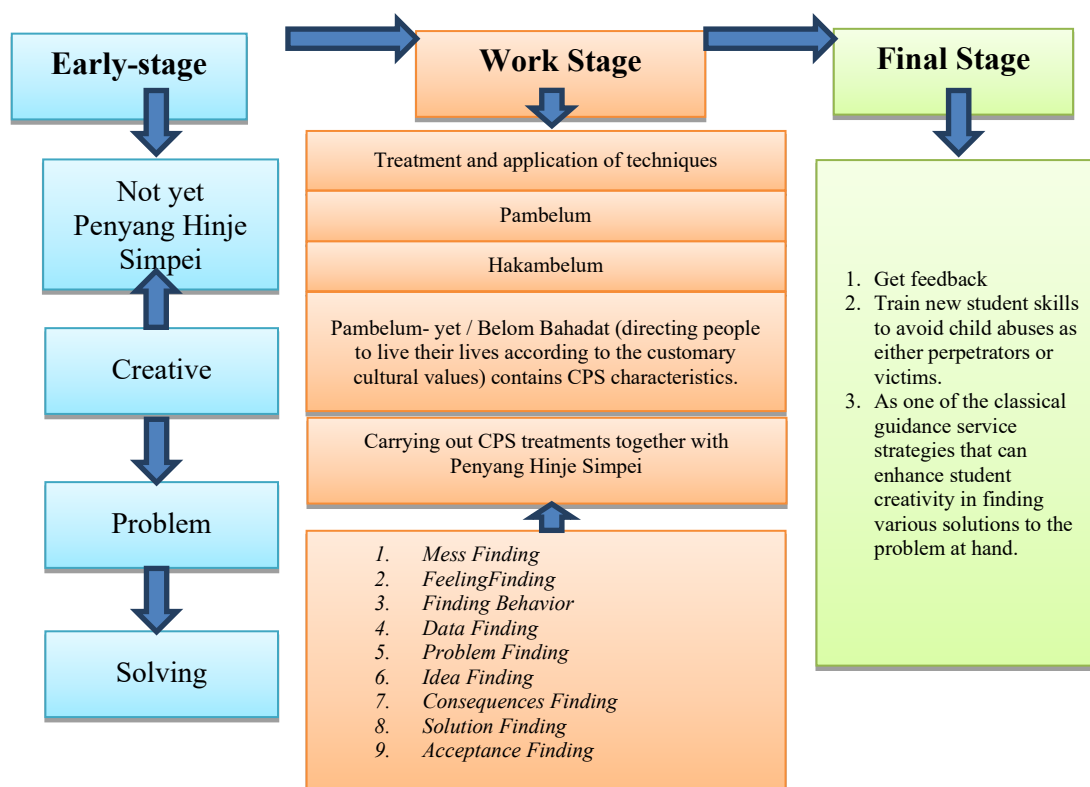 Early-stage
Not yet
Penyang Hinje
Simpei
Creative
Problem
Solving
Work Stage
Treatment and application of techniques
Pambelum
Hakambelum
Pambelum- yet / Belom Bahadat (directing people
to live their lives according to the customary
cultural values) contains CPS characteristics.
Carrying out CPS treatments together with
Penyang Hinje Simpei
1. Mess Finding
2. FeelingFinding
3. Finding Behavior
4. Data Finding
5. Problem Finding
6. Idea Finding
7. Consequences Finding
8. Solution Finding
9. Acceptance Finding
Final Stage
1. Get feedback
2. Train new student skills
to avoid child abuses as
either perpetrators or
victims.
3. As one of the classical
guidance service
strategies that can
enhance student
creativity in finding
various solutions to the
problem at hand.